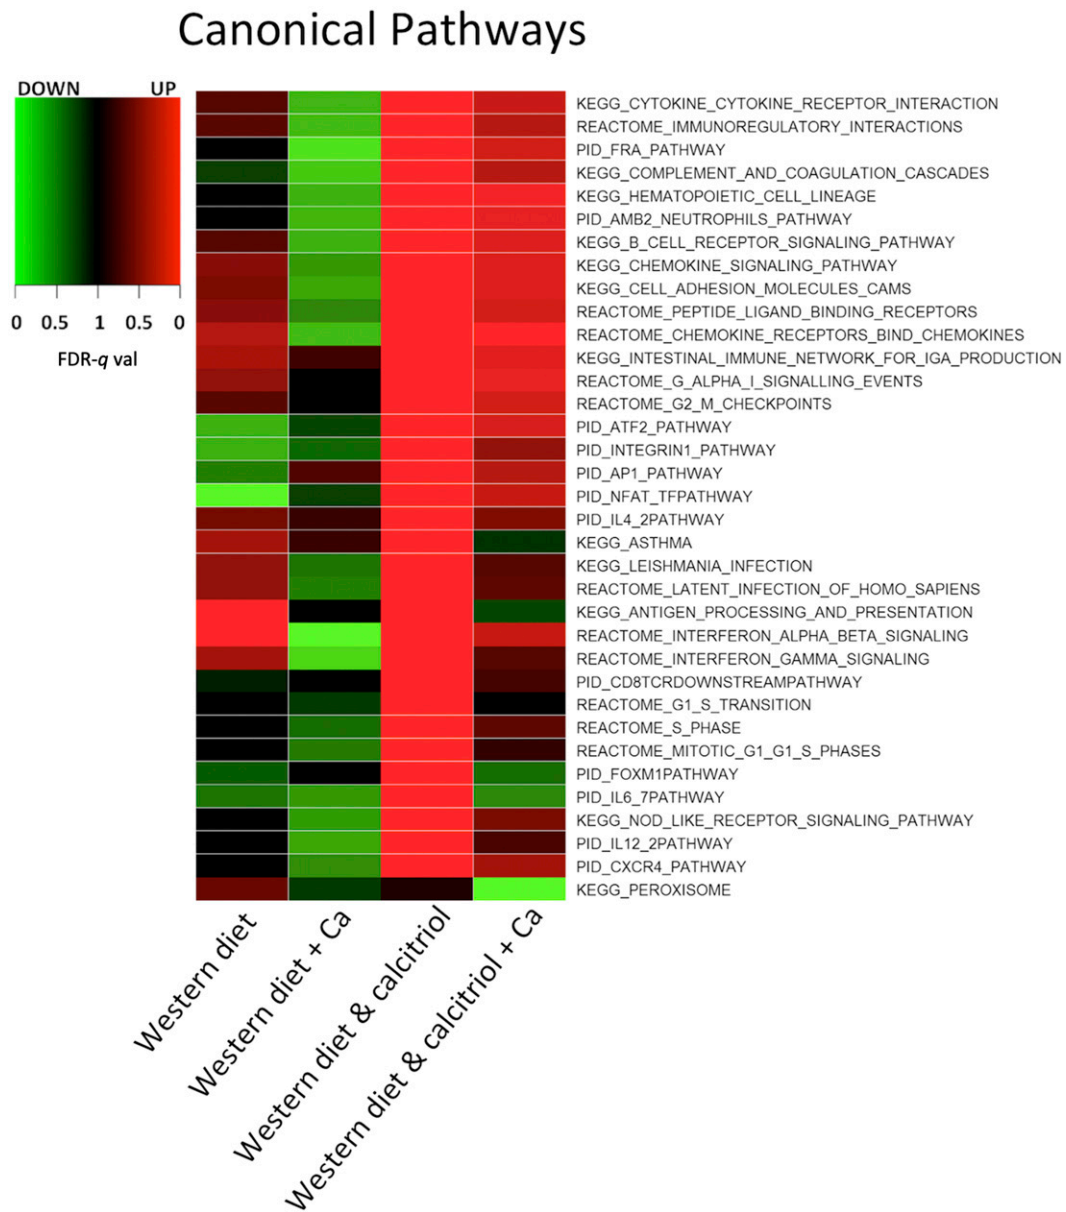 Canonical Pathways
DOWN UP
0 0.5 1 0.5 0
FDR-q val
KEGG_CYTOKINE_CYTOKINE_RECEPTOR_INTERACTION
REACTOME_IMMUNOREGULATORY_INTERACTIONS
PID_FRA_PATHWAY
KEGG_COMPLEMENT_AND_COAGULATION_CASCADES
KEGG_HEMATOPOIETIC_CELL_LINEAGE
PID_AMB2_NEUTROPHILS_PATHWAY
KEGG_B_CELL_RECEPTOR_SIGNALING_PATHWAY
KEGG_CHEMOKINE_SIGNALING_PATHWAY
KEGG_CELL_ADHESION_MOLECULES_CAMS
REACTOME_PEPTIDE_LIGAND_BINDING_RECEPTORS
REACTOME_CHEMOKINE_RECEPTORS_BIND_CHEMOKINES
KEGG_INTESTINAL_IMMUNE_NETWORK_FOR_IGA_PRODUCTION
REACTOME_G_ALPHA_I_SIGNALLING_EVENTS
REACTOME_G2_M_CHECKPOINTS
PID_ATF2_PATHWAY
PID_INTEGRIN1_PATHWAY
PID_AP1_PATHWAY
PID_NFAT_TFPATHWAY
PID_IL4_2PATHWAY
KEGG_ASTHMA
KEGG_LEISHMANIA_INFECTION
REACTOME_LATENT_INFECTION_OF_HOMO_SAPIENS
KEGG_ANTIGEN_PROCESSING_AND_PRESENTATION
REACTOME_INTERFERON_ALPHA_BETA_SIGNALING
REACTOME_INTERFERON_GAMMA_SIGNALING
PID_CD8TCRDOWNSTREAMPATHWAY
REACTOME_G1_S_TRANSITION
REACTOME_S_PHASE
REACTOME_MITOTIC_G1_G1_S_PHASES
PID_FOXM1PATHWAY
PID_IL6_7PATHWAY
KEGG_NOD_LIKE_RECEPTOR_SIGNALING_PATHWAY
PID_IL12_2PATHWAY
PID_CXCR4_PATHWAY
KEGG_PEROXISOME
Western diet
Western diet + Ca
Western diet & calcitriol
Western diet & calcitriol + Ca